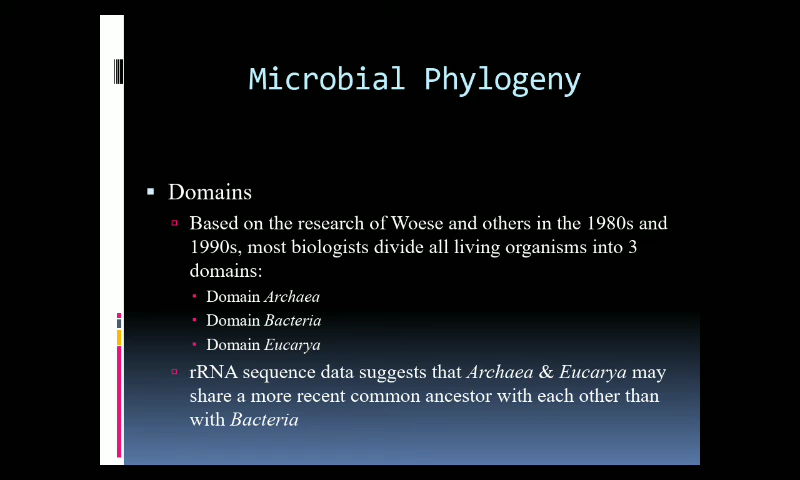 Microbial Phylogeny
Domains
Based on the research of Woese and others in the 1980s and
1990s, most biologists divide all living organisms into 3
domains:
Domain Archaea
Domain Bacteria
Domain Eucarya
rRNA sequence data suggests that Archaea & Eucarya may
share a more recent common ancestor with each other than
with Bacteria